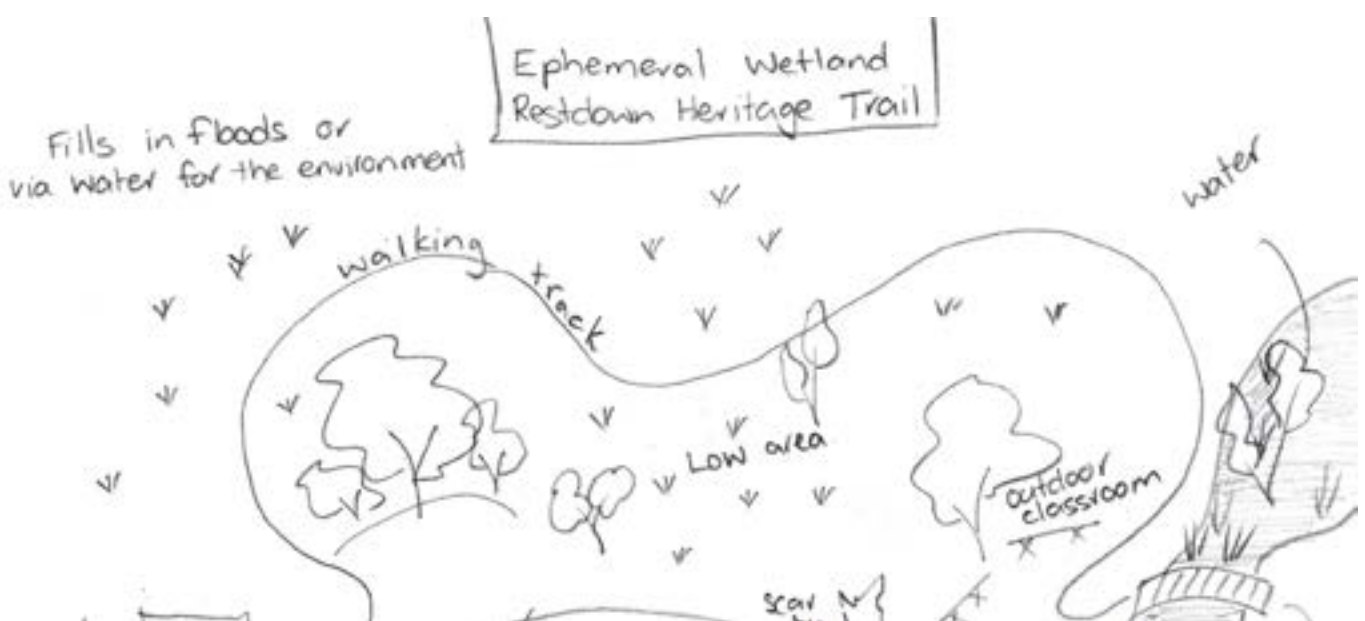 Ephemeral Wetland
Restdown Heritage Trail
Fills in floods or
via water for the environment
water
walking
track
Low area
outdoor
classroom
scar